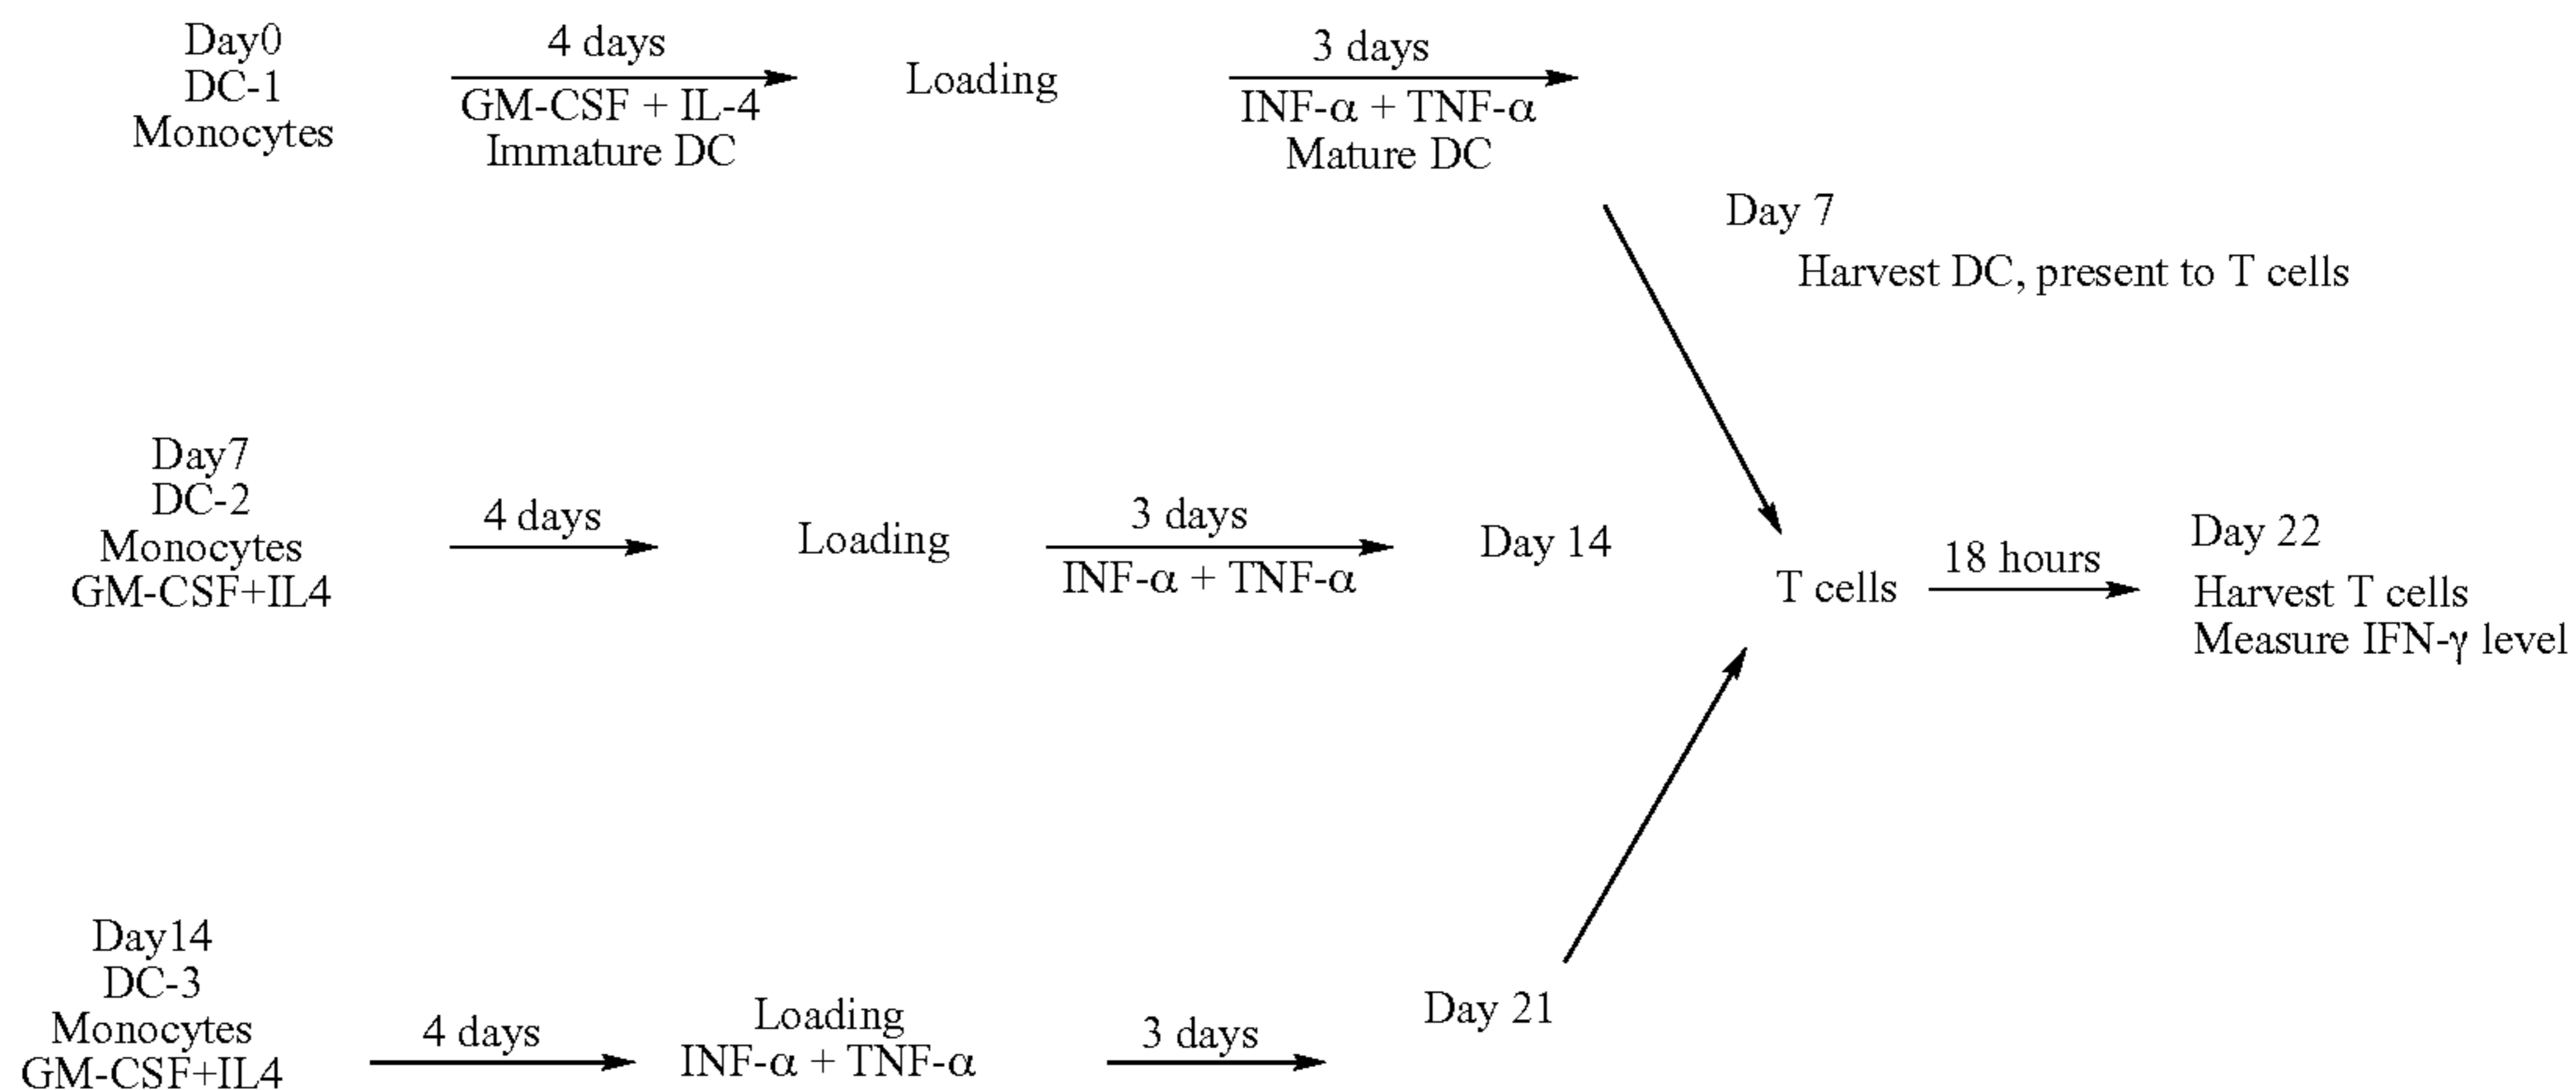 Day0
DC-1
Monocytes
4 days
GM-CSF + IL-4
Immature DC
Loading
3 days
INF-α + TNF-α
Mature DC
Day 7
Harvest DC, present to T cells
Day7
DC-2
Monocytes
GM-CSF+IL4
4 days
Loading
3 days
INF-α + TNF-α
Day 14
T cells
18 hours
Day 22
Harvest T cells
Measure IFN-γ level
Day14
DC-3
Monocytes
GM-CSF+IL4
4 days
Loading
INF-α + TNF-α
3 days
Day 21